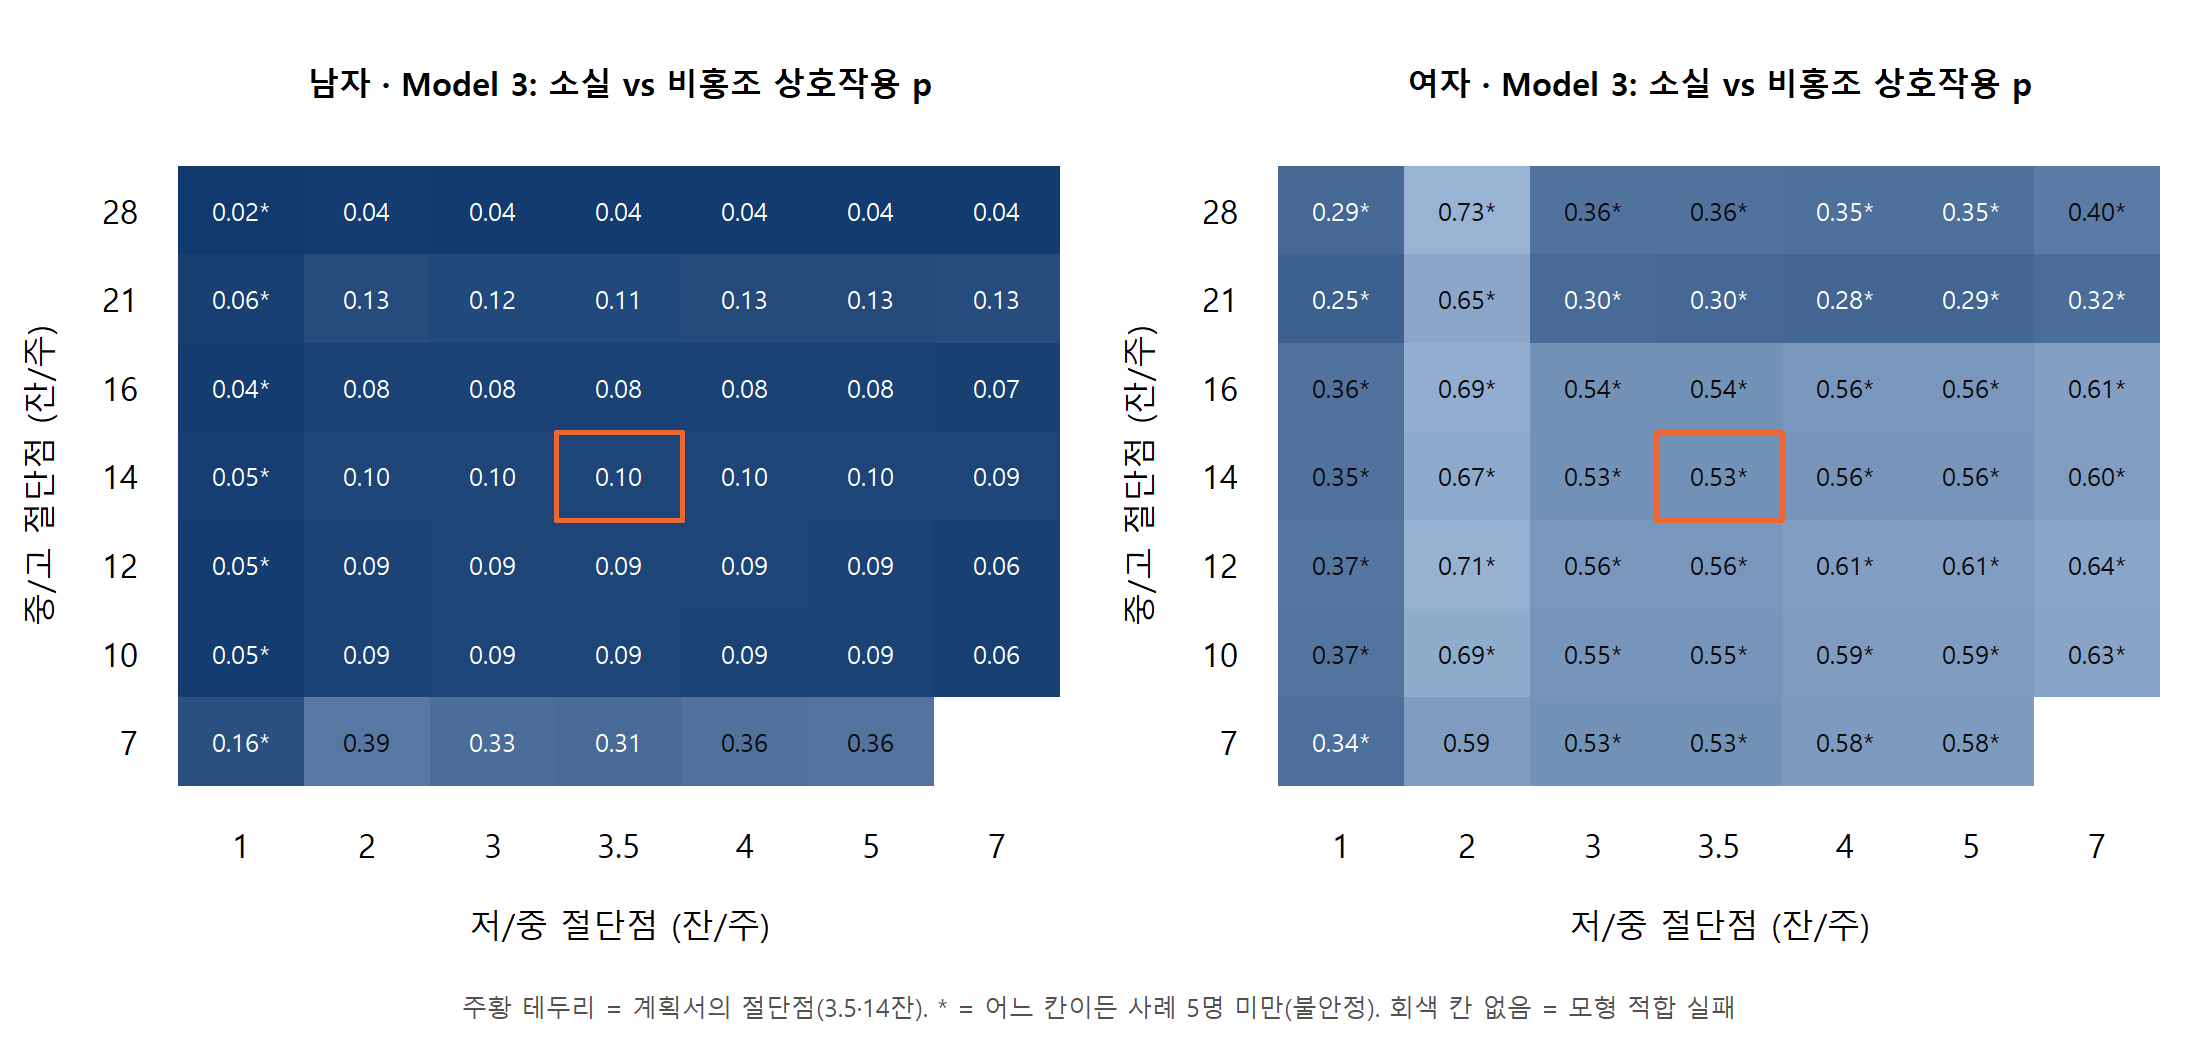 남자 · Model 3: 소실 vs 비홍조 상호작용 p
중/고 절단점 (잔/주)
28 0.02* 0.04 0.04 0.04 0.04 0.04 0.04
21 0.06* 0.13 0.12 0.11 0.13 0.13 0.13
16 0.04* 0.08 0.08 0.08 0.08 0.08 0.07
14 0.05* 0.10 0.10 0.10 0.10 0.10 0.09
12 0.05* 0.09 0.09 0.09 0.09 0.09 0.06
10 0.05* 0.09 0.09 0.09 0.09 0.09 0.06
7 0.16* 0.39 0.33 0.31 0.36 0.36
1 2 3 3.5 4 5 7
저/중 절단점 (잔/주)
여자 · Model 3: 소실 vs 비홍조 상호작용 p
중/고 절단점 (잔/주)
28 0.29* 0.73* 0.36* 0.36* 0.35* 0.35* 0.40*
21 0.25* 0.65* 0.30* 0.30* 0.28* 0.29* 0.32*
16 0.36* 0.69* 0.54* 0.54* 0.56* 0.56* 0.61*
14 0.35* 0.67* 0.53* 0.53* 0.56* 0.56* 0.60*
12 0.37* 0.71* 0.56* 0.56* 0.61* 0.61* 0.64*
10 0.37* 0.69* 0.55* 0.55* 0.59* 0.59* 0.63*
7 0.34* 0.59 0.53* 0.53* 0.58* 0.58*
1 2 3 3.5 4 5 7
저/중 절단점 (잔/주)
주황 테두리 = 계획서의 절단점(3.5·14잔). * = 어느 칸이든 사례 5명 미만(불안정). 회색 칸 없음 = 모형 적합 실패